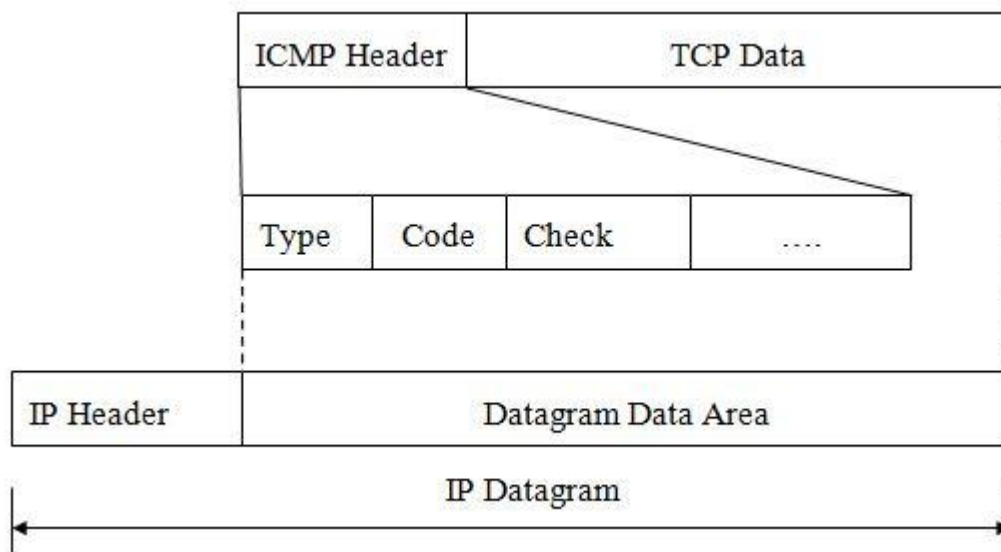 ICMP Header TCP Data
Type Code Check ....
IP Header Datagram Data Area
IP Datagram